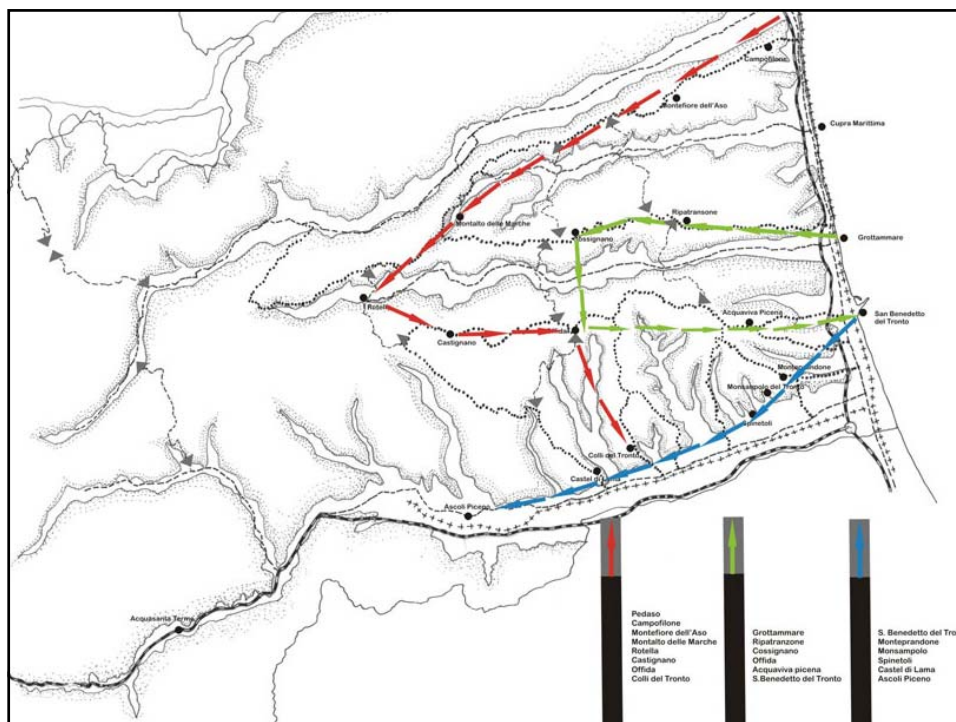 Campofilone
Montefiore dell'Aso
Cupra Marittima
Ripatransone
Montalto delle Marche
ossignano
Grottammare
Rotella
Acquaviva Picena
San Benedetto
del Tronto
Castignano
Monteprandone
Monsampolo del Tronto
Spinetoli
Colli del Tronto
Castel di Lama
Ascoli Piceno
Acquasanta Terme
Pedaso
Campofilone
Montefiore dell'Aso
Montalto delle Marche
Rotella
Castignano
Offida
Colli del Tronto
Grottammare
Ripatranzone
Cossignano
Offida
Acquaviva picena
S.Benedetto del Tronto
S. Benedetto del Tro
Monteprandone
Monsampolo
Spinetoli
Castel di Lama
Ascoli Piceno